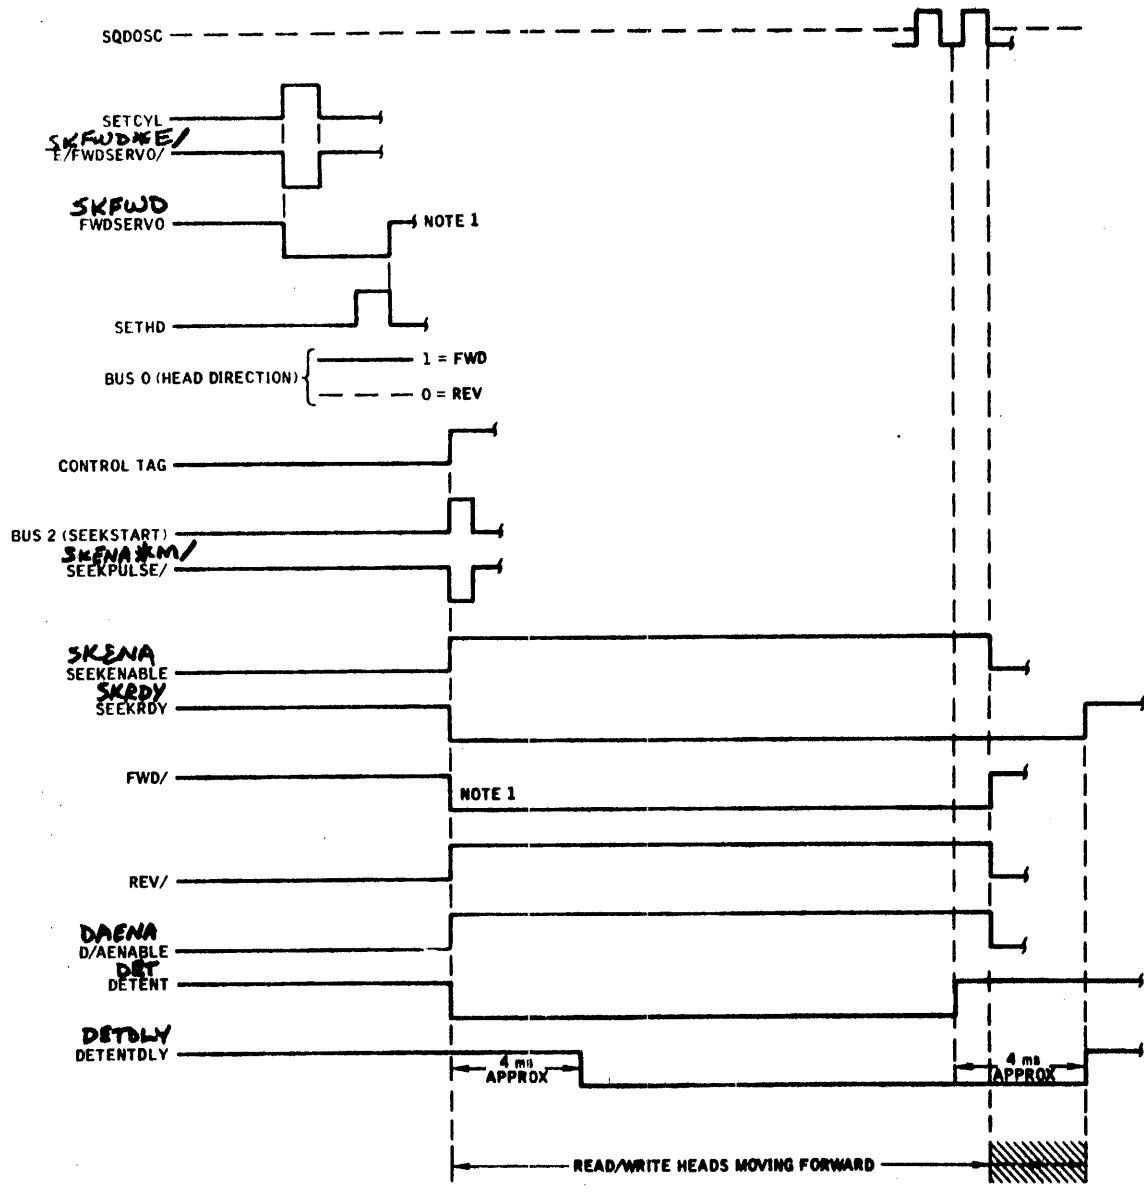 SQDOSC
SETCYL
SKFWD*E/
E/FWDSERVO/
SKFWD
FWDSERVO
NOTE 1
SETHD
1 = FWD
BUS 0 (HEAD DIRECTION)
0 = REV
CONTROL TAG
BUS 2 (SEEKSTART)
SKENA*M/
SEEKPULSE/
SKENA
SEEKENABLE
SKRDY
SEEKRDY
FWD/
NOTE 1
REV/
DAENA
D/AENABLE
DET
DETENT
DETDLY
DETENTDLY
4 ms
APPROX
4 ms
APPROX
READ/WRITE HEADS MOVING FORWARD